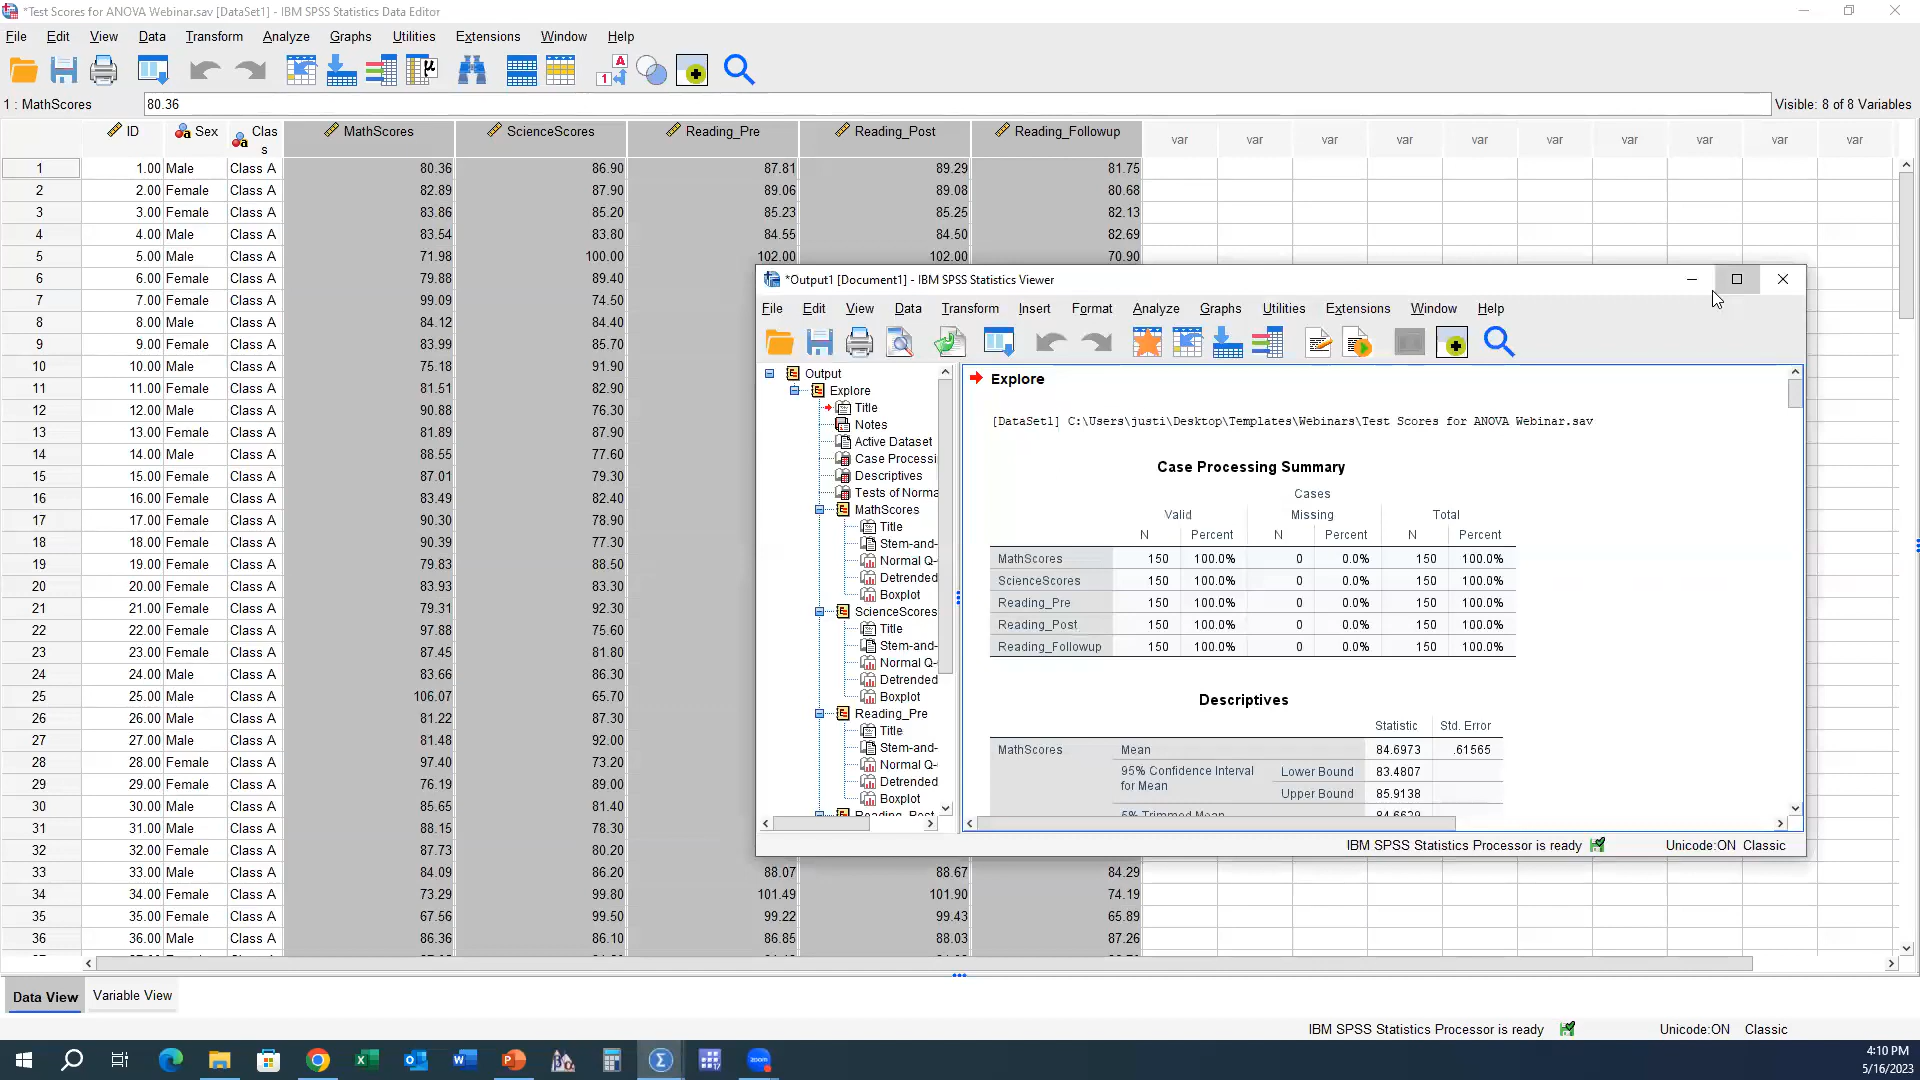 *Test Scores for ANOVA Webinar.sav [DataSet1] - IBM SPSS Statistics Data Editor
File Edit View Data Transform Analyze Graphs Utilities Extensions Window Help
1 : MathScores 80.36 Visible: 8 of 8 Variables
ID Sex Class MathScores ScienceScores Reading_Pre Reading_Post Reading_Followup var var var var var var var var var var
1 1.00 Male Class A 80.36 86.90 87.81 89.29 81.75
2 2.00 Female Class A 82.89 87.90 89.06 89.08 80.68
3 3.00 Female Class A 83.86 85.20 85.23 85.25 82.13
4 4.00 Male Class A 83.54 83.80 84.55 84.50 82.69
5 5.00 Male Class A 71.98 100.00 102.00 102.00 70.90
6 6.00 Female Class A 79.88 89.40
7 7.00 Female Class A 99.09 74.50
8 8.00 Male Class A 84.12 84.40
9 9.00 Female Class A 83.99 85.70
10 10.00 Male Class A 75.18 91.90
11 11.00 Female Class A 81.51 82.90
12 12.00 Male Class A 90.88 76.30
13 13.00 Female Class A 81.89 87.90
14 14.00 Male Class A 88.55 77.60
15 15.00 Female Class A 87.01 79.30
16 16.00 Female Class A 83.49 82.40
17 17.00 Female Class A 90.30 78.90
18 18.00 Male Class A 90.39 77.30
19 19.00 Female Class A 79.83 88.50
20 20.00 Female Class A 83.93 83.30
21 21.00 Female Class A 79.31 92.30
22 22.00 Female Class A 97.88 75.60
23 23.00 Female Class A 87.45 81.80
24 24.00 Male Class A 83.66 86.30
25 25.00 Male Class A 106.07 65.70
26 26.00 Male Class A 81.22 87.30
27 27.00 Male Class A 81.48 92.00
28 28.00 Female Class A 97.40 73.20
29 29.00 Female Class A 76.19 89.00
30 30.00 Male Class A 85.65 81.40
31 31.00 Male Class A 88.15 78.30
32 32.00 Female Class A 87.73 80.20
33 33.00 Male Class A 84.09 86.20 88.07 88.67 84.29
34 34.00 Female Class A 73.29 99.80 101.49 101.90 74.19
35 35.00 Female Class A 67.56 99.50 99.22 99.43 65.89
36 36.00 Male Class A 86.36 86.10 86.85 88.03 87.26
*Output1 [Document1] - IBM SPSS Statistics Viewer
File Edit View Data Transform Insert Format Analyze Graphs Utilities Extensions Window Help
Output
Explore
Title
Notes
Active Dataset
Case Processi
Descriptives
Tests of Norma
MathScores
Title
Stem-and-
Normal Q-
Detrended
Boxplot
ScienceScores
Title
Stem-and-
Normal Q-
Detrended
Boxplot
Reading_Pre
Title
Stem-and-
Normal Q-
Detrended
Boxplot
Reading_Post
Explore
[DataSet1] C:\Users\justi\Desktop\Templates\Webinars\Test Scores for ANOVA Webinar.sav
Case Processing Summary
Cases
Valid Missing Total
N Percent N Percent N Percent
MathScores 150 100.0% 0 0.0% 150 100.0%
ScienceScores 150 100.0% 0 0.0% 150 100.0%
Reading_Pre 150 100.0% 0 0.0% 150 100.0%
Reading_Post 150 100.0% 0 0.0% 150 100.0%
Reading_Followup 150 100.0% 0 0.0% 150 100.0%
Descriptives
Statistic Std. Error
MathScores Mean 84.6973 .61565
95% Confidence Interval for Mean Lower Bound 83.4807
Upper Bound 85.9138
5% Trimmed Mean 84.6629
IBM SPSS Statistics Processor is ready Unicode:ON Classic
Data View Variable View
IBM SPSS Statistics Processor is ready Unicode:ON Classic
4:10 PM
5/16/2023